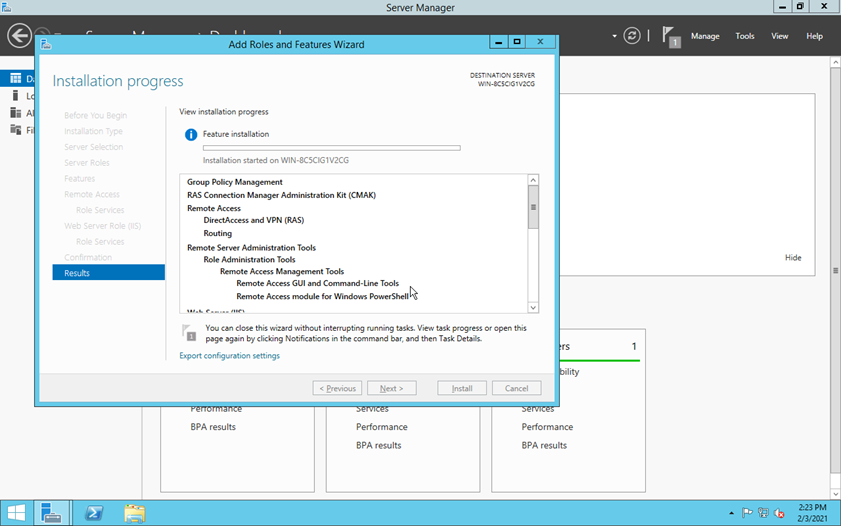 Server Manager
Manage Tools View Help
1
Add Roles and Features Wizard
Installation progress
DESTINATION SERVER
WIN-8C5CIG1V2CG
Before You Begin
Installation Type
Server Selection
Server Roles
Features
Remote Access
Role Services
Web Server Role (IIS)
Role Services
Confirmation
Results
View installation progress
Feature installation
Installation started on WIN-8C5CIG1V2CG
Group Policy Management
RAS Connection Manager Administration Kit (CMAK)
Remote Access
DirectAccess and VPN (RAS)
Routing
Remote Server Administration Tools
Role Administration Tools
Remote Access Management Tools
Remote Access GUI and Command-Line Tools
Remote Access module for Windows PowerShell
Web Server (IIS)
1
You can close this wizard without interrupting running tasks. View task progress or open this
page again by clicking Notifications in the command bar, and then Task Details.
Export configuration settings
< Previous
Next >
Install
Cancel
Hide
1
Performance
BPA results
Services
Performance
BPA results
Services
Performance
BPA results
2:23 PM
2/3/2021